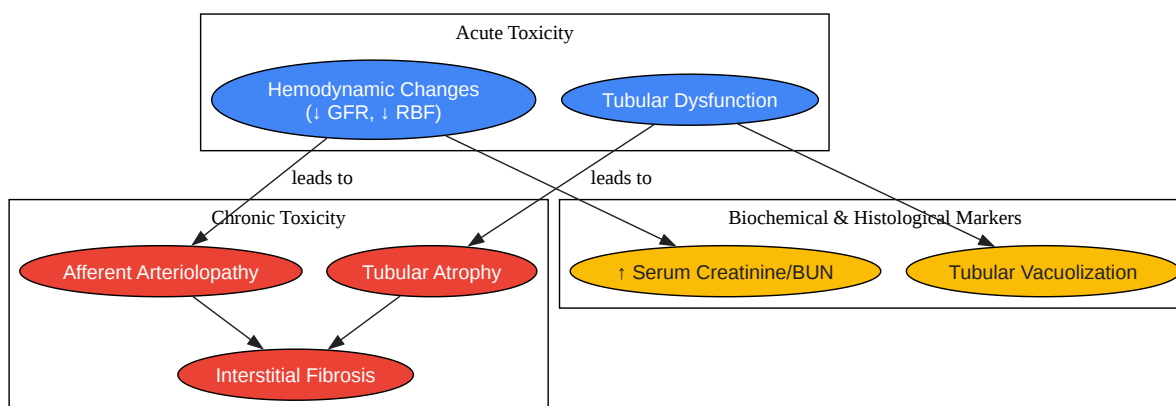 Acute Toxicity
Hemodynamic Changes
(↓ GFR, ↓ RBF)
Tubular Dysfunction
leads to
leads to
Chronic Toxicity
Biochemical & Histological Markers
Afferent Arteriolopathy
Tubular Atrophy
↑ Serum Creatinine/BUN
Tubular Vacuolization
Interstitial Fibrosis